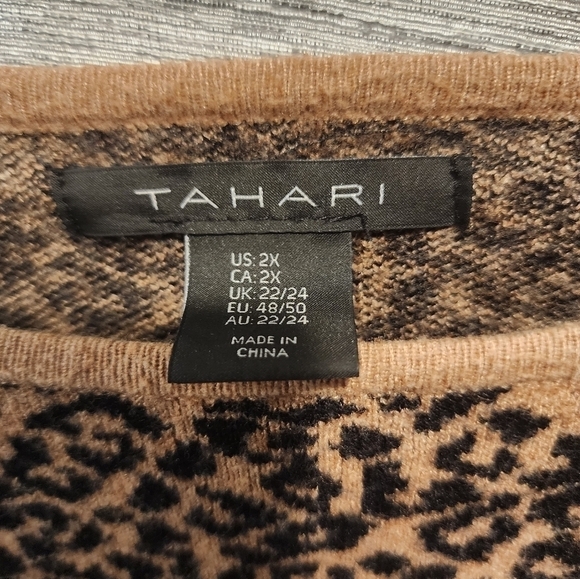 TAHARI
US: 2X
CA: 2X
UK: 22/24
EU: 48/50
AU: 22/24
MADE IN
CHINA